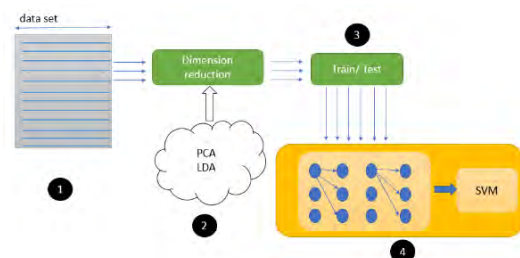 data set
3
Dimension
reduction
Train/ Test
PCA
LDA
SVM
1
2
4